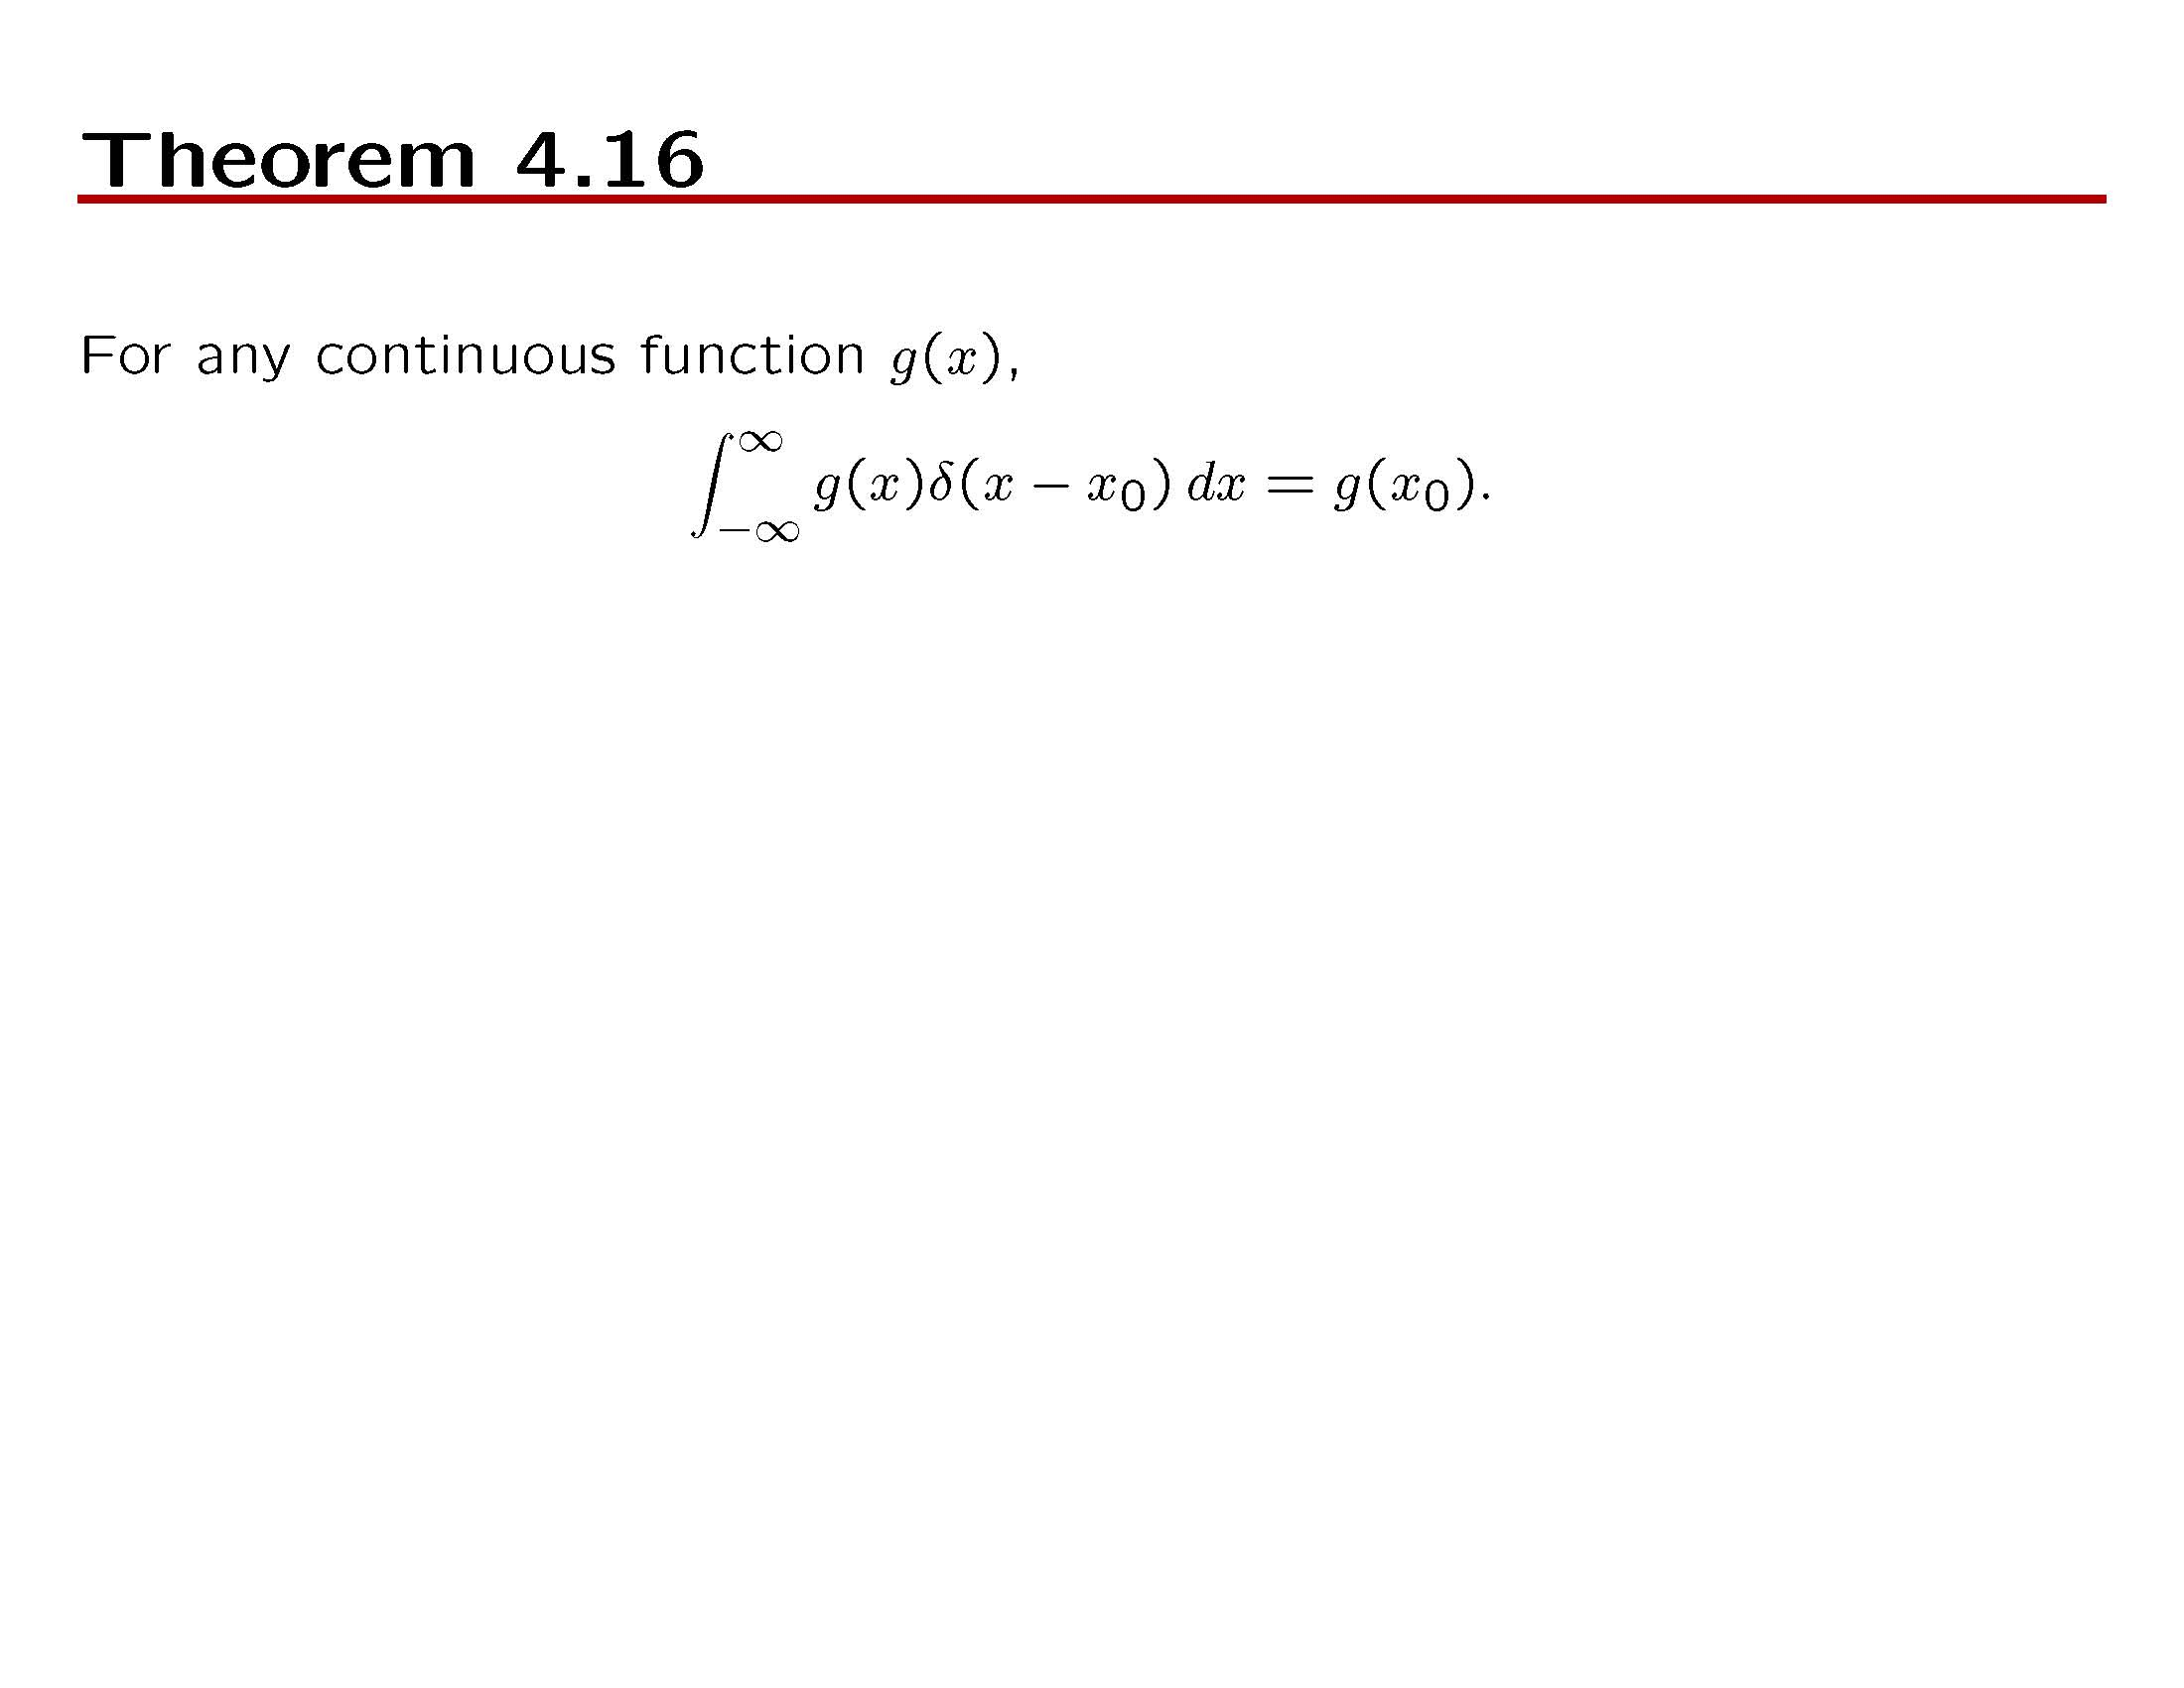 Theorem 4.16
For any continuous function g(x),
∫_{-∞}^{∞} g(x)δ(x − x₀) dx = g(x₀).